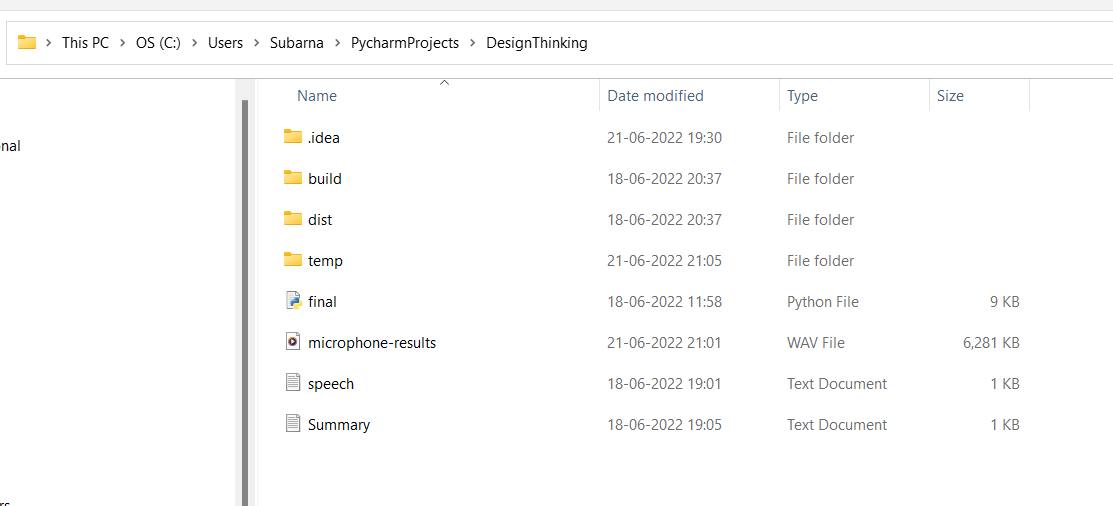 This PC > OS (C:) > Users > Subarna > PycharmProjects > DesignThinking
Name Date modified Type Size
.idea 21-06-2022 19:30 File folder
onal
build 18-06-2022 20:37 File folder
dist 18-06-2022 20:37 File folder
temp 21-06-2022 21:05 File folder
final 18-06-2022 11:58 Python File 9 KB
microphone-results 21-06-2022 21:01 WAV File 6,281 KB
speech 18-06-2022 19:01 Text Document 1 KB
Summary 18-06-2022 19:05 Text Document 1 KB